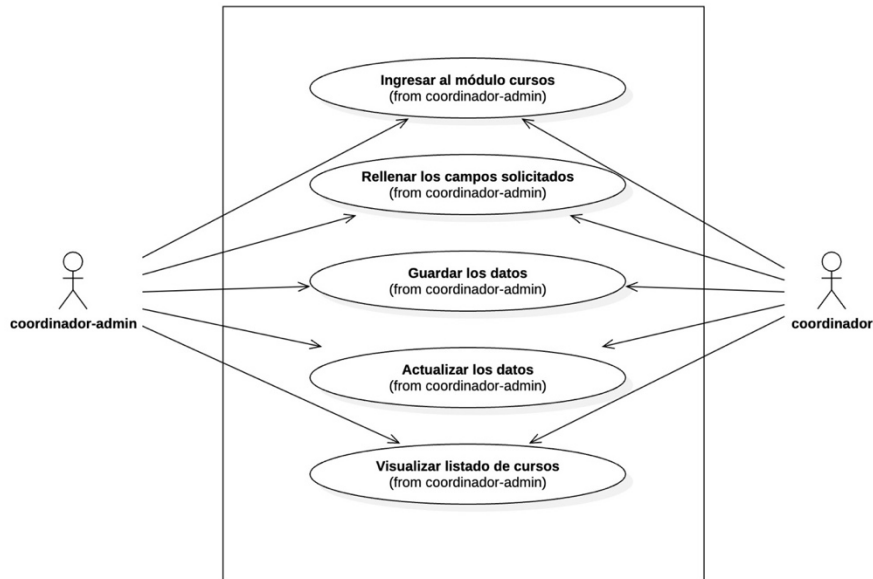 Ingresar al módulo cursos
(from coordinador-admin)
Rellenar los campos solicitados
(from coordinador-admin)
Guardar los datos
(from coordinador-admin)
coordinador-admin
coordinador
Actualizar los datos
(from coordinador-admin)
Visualizar listado de cursos
(from coordinador-admin)